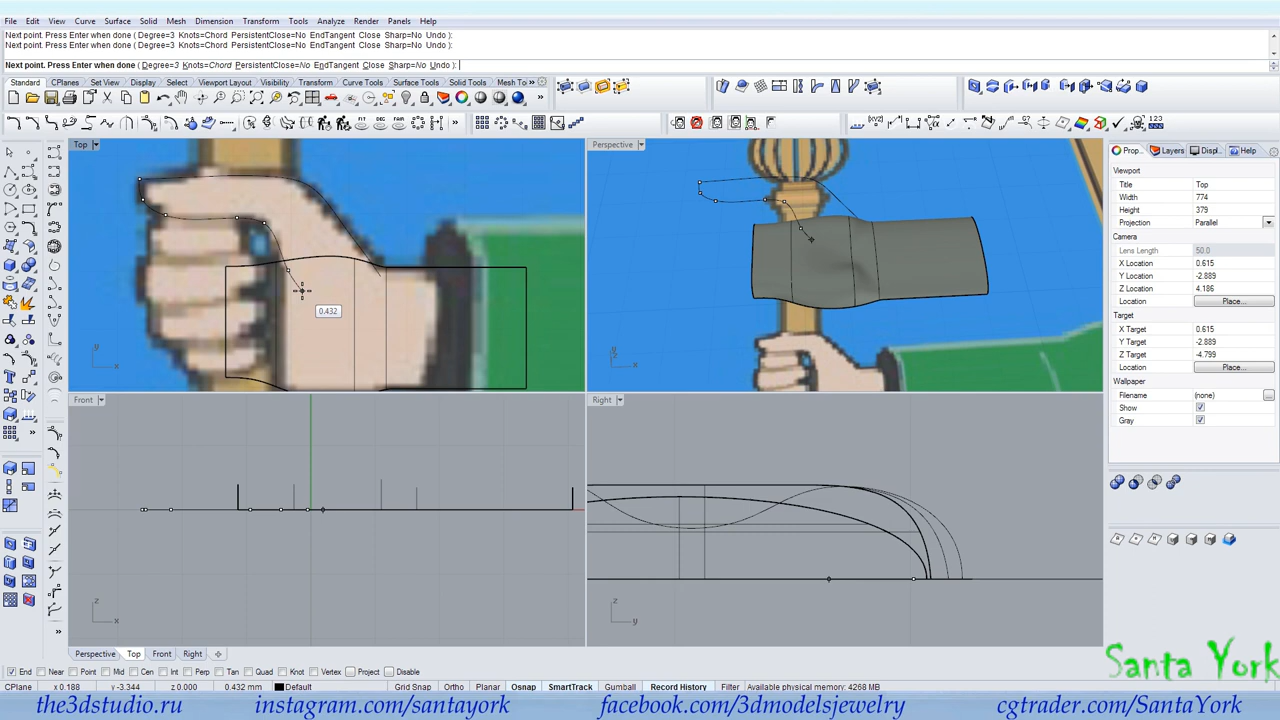 File Edit View Curve Surface Solid Mesh Dimension Transform Tools Analyze Render Panels Help
Next point. Press Enter when done ( Degree=3 Knots=Chord PersistentClose=No EndTangent Close Sharp=No Undo ):
Next point. Press Enter when done ( Degree=3 Knots=Chord PersistentClose=No EndTangent Close Sharp=No Undo ):
Next point. Press Enter when done ( Degree=3 Knots=Chord PersistentClose=No EndTangent Close Sharp=No Undo ):
Standard CPlanes Set View Display Select Viewport Layout Visibility Transform Curve Tools Surface Tools Solid Tools Mesh To
Top
Perspective
Prop... Layers Displ... Help
Viewport
Title Top
Width 774
Height 379
Projection Parallel
Camera
Lens Length 50.0
X Location 0.615
Y Location -2.889
Z Location 4.186
Location Place...
Target
X Target 0.615
Y Target -2.889
Z Target -4.799
Location Place...
Wallpaper
Filename (none) ...
Show
Gray
0.432
y
x
y
x
Front
Right
z
x
z
y
Perspective Top Front Right
End Near Point Mid Cen Int Perp Tan Quad Knot Vertex Project Disable
CPlane x 0.188 y -3.344 z 0.000 0.432 mm Default Grid Snap Ortho Planar Osnap SmartTrack Gumball Record History Filter Available physical memory: 4268 MB
Santa York
the3dstudio.ru instagram.com/santayork facebook.com/3dmodelsjewelry cgtrader.com/SantaYork